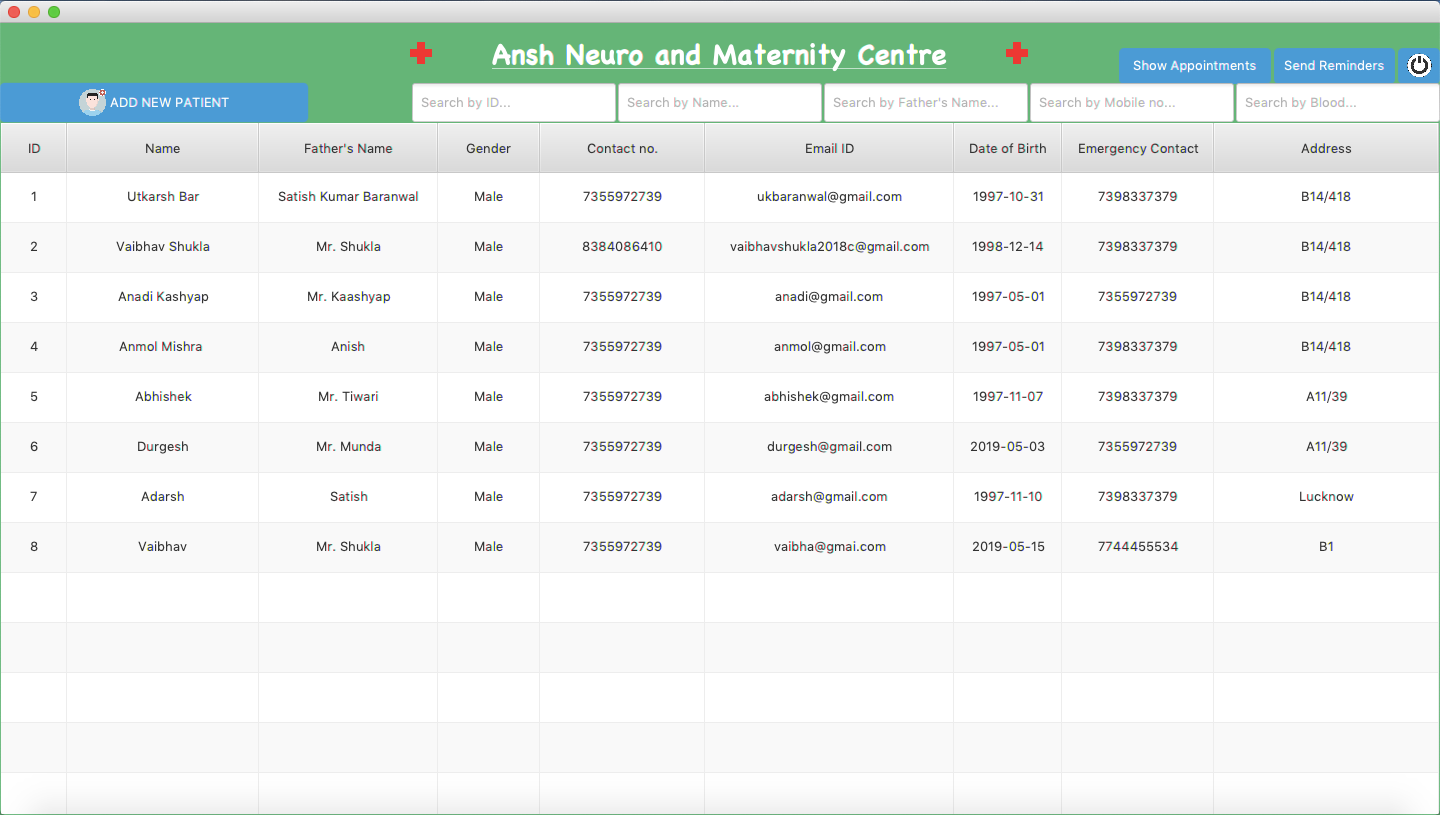 Ansh Neuro and Maternity Centre
Show Appointments Send Reminders
ADD NEW PATIENT Search by ID... Search by Name... Search by Father's Name... Search by Mobile no... Search by Blood...
ID Name Father's Name Gender Contact no. Email ID Date of Birth Emergency Contact Address
1 Utkarsh Bar Satish Kumar Baranwal Male 7355972739 ukbaranwal@gmail.com 1997-10-31 7398337379 B14/418
2 Vaibhav Shukla Mr. Shukla Male 8384086410 vaibhavshukla2018c@gmail.com 1998-12-14 7398337379 B14/418
3 Anadi Kashyap Mr. Kaashyap Male 7355972739 anadi@gmail.com 1997-05-01 7355972739 B14/418
4 Anmol Mishra Anish Male 7355972739 anmol@gmail.com 1997-05-01 7398337379 B14/418
5 Abhishek Mr. Tiwari Male 7355972739 abhishek@gmail.com 1997-11-07 7398337379 A11/39
6 Durgesh Mr. Munda Male 7355972739 durgesh@gmail.com 2019-05-03 7355972739 A11/39
7 Adarsh Satish Male 7355972739 adarsh@gmail.com 1997-11-10 7398337379 Lucknow
8 Vaibhav Mr. Shukla Male 7355972739 vaibha@gmai.com 2019-05-15 7744455534 B1